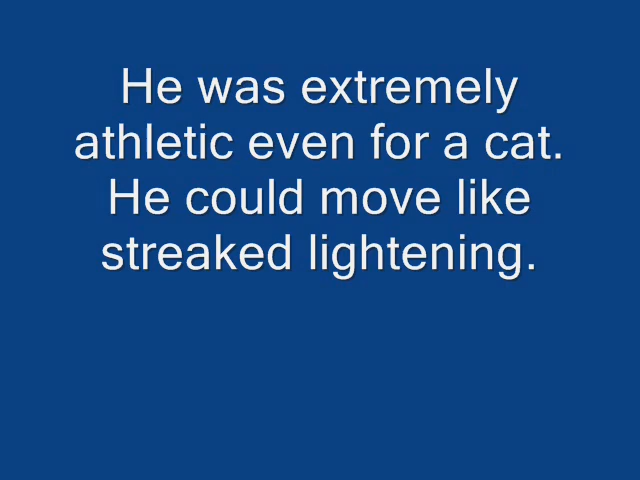 He was extremely
athletic even for a cat.
He could move like
streaked lightening.